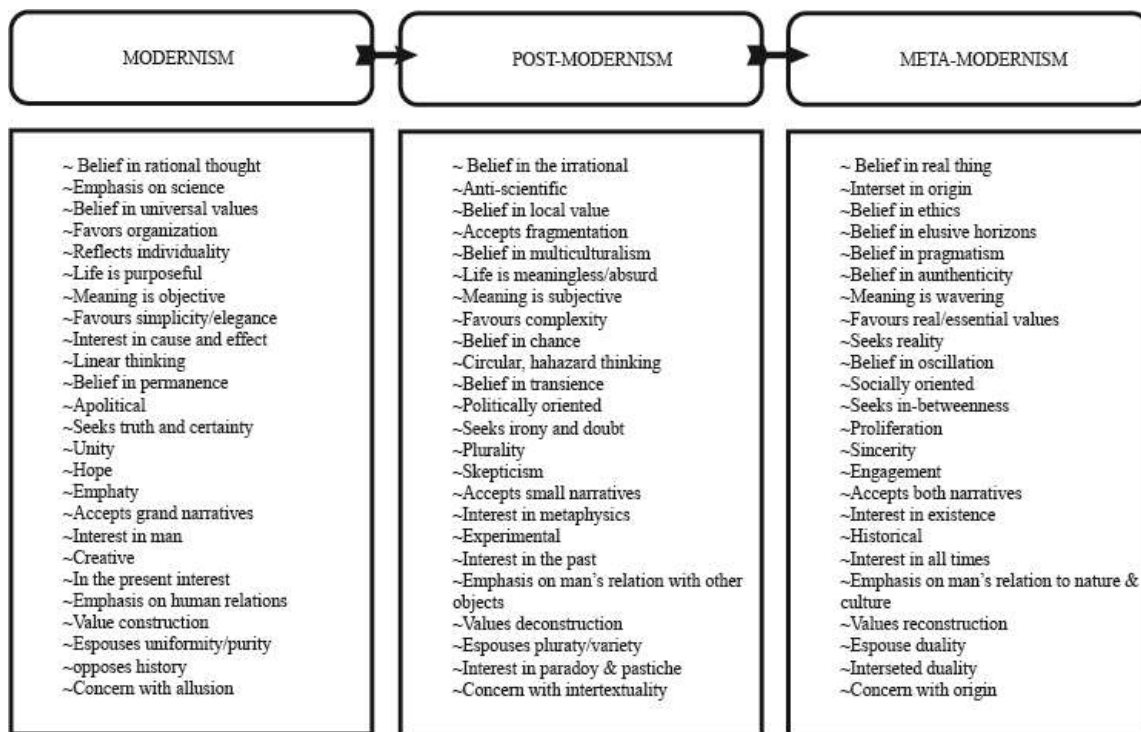 MODERNISM
POST-MODERNISM
META-MODERNISM
~ Belief in rational thought
~Emphasis on science
~Belief in universal values
~Favors organization
~Reflects individuality
~Life is purposeful
~Meaning is objective
~Favours simplicity/elegance
~Interest in cause and effect
~Linear thinking
~Belief in permanence
~Apolitical
~Seeks truth and certainty
~Unity
~Hope
~Emphaty
~Accepts grand narratives
~Interest in man
~Creative
~In the present interest
~Emphasis on human relations
~Value construction
~Espouses uniformity/purity
~opposes history
~Concern with allusion
~ Belief in the irrational
~Anti-scientific
~Belief in local value
~Accepts fragmentation
~Belief in multiculturalism
~Life is meaningless/absurd
~Meaning is subjective
~Favours complexity
~Belief in chance
~Circular, hahazard thinking
~Belief in transience
~Politically oriented
~Seeks irony and doubt
~Plurality
~Skepticism
~Accepts small narratives
~Interest in metaphysics
~Experimental
~Interest in the past
~Emphasis on man's relation with other
objects
~Values deconstruction
~Espouses pluraty/variety
~Interest in paradoy & pastiche
~Concern with intertextuality
~ Belief in real thing
~Interset in origin
~Belief in ethics
~Belief in elusive horizons
~Belief in pragmatism
~Belief in aunthenticity
~Meaning is wavering
~Favours real/essential values
~Seeks reality
~Belief in oscillation
~Socially oriented
~Seeks in-betweenness
~Proliferation
~Sincerity
~Engagement
~Accepts both narratives
~Interest in existence
~Historical
~Interest in all times
~Emphasis on man's relation to nature &
culture
~Values reconstruction
~Espouse duality
~Interseted duality
~Concern with origin